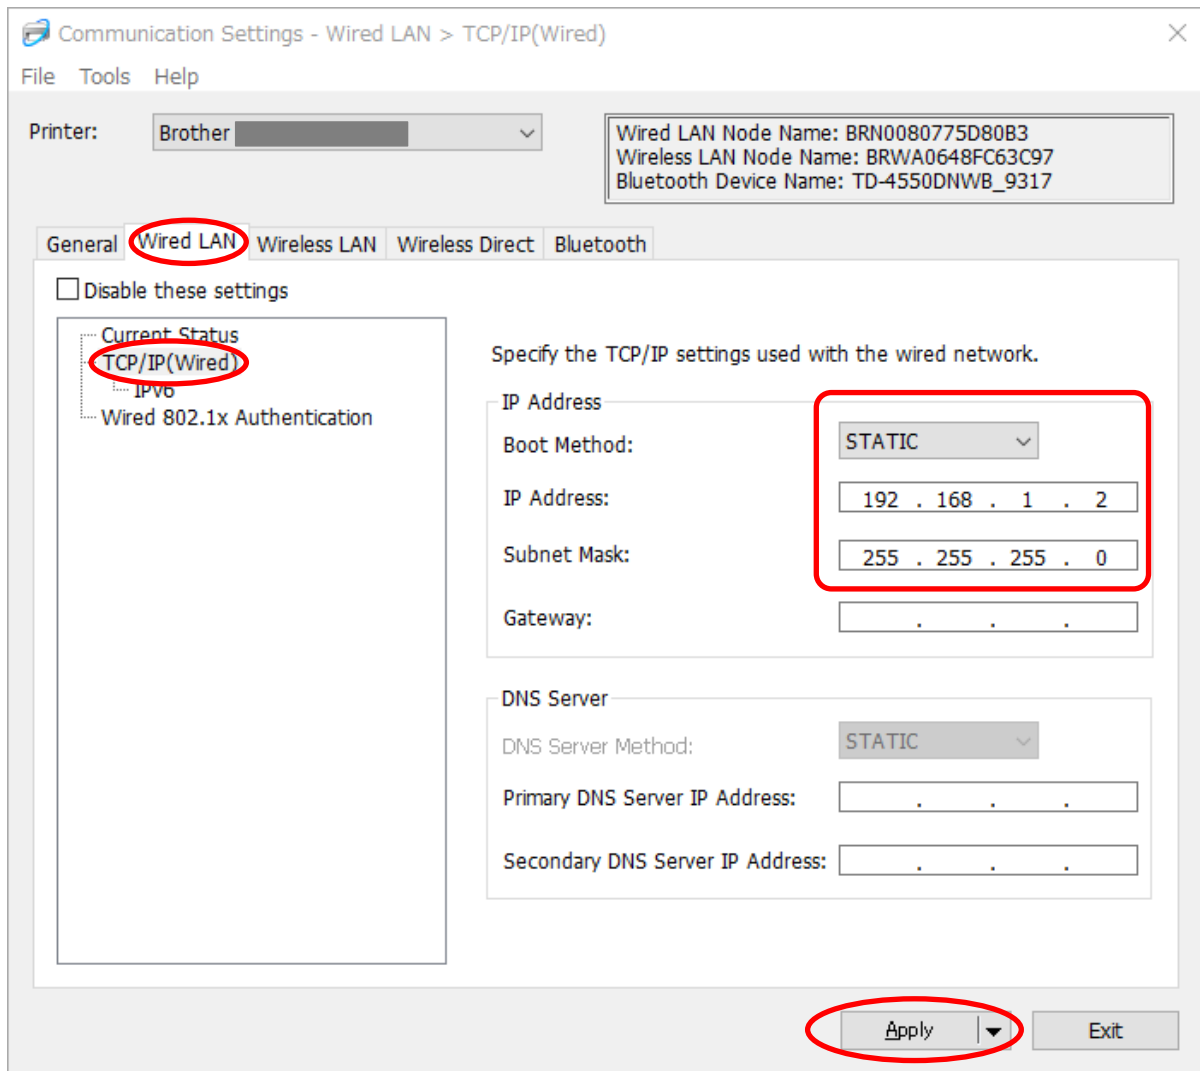 Communication Settings - Wired LAN > TCP/IP(Wired)
File Tools Help
Printer:
Brother
Wired LAN Node Name: BRN0080775D80B3
Wireless LAN Node Name: BRWA0648FC63C97
Bluetooth Device Name: TD-4550DNWB_9317
General Wired LAN Wireless LAN Wireless Direct Bluetooth
Disable these settings
Current Status
TCP/IP(Wired)
IPv6
Wired 802.1x Authentication
Specify the TCP/IP settings used with the wired network.
IP Address
Boot Method: STATIC
IP Address: 192 . 168 . 1 . 2
Subnet Mask: 255 . 255 . 255 . 0
Gateway: . . .
DNS Server
DNS Server Method: STATIC
Primary DNS Server IP Address: . . .
Secondary DNS Server IP Address: . . .
Apply Exit